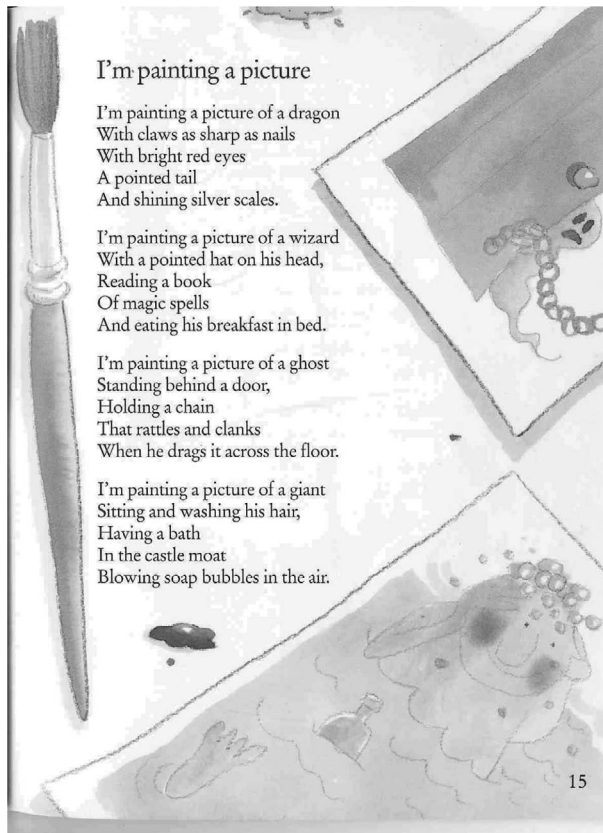 I'm painting a picture
I'm painting a picture of a dragon
With claws as sharp as nails
With bright red eyes
A pointed tail
And shining silver scales.
I'm painting a picture of a wizard
With a pointed hat on his head,
Reading a book
Of magic spells
And eating his breakfast in bed.
I'm painting a picture of a ghost
Standing behind a door,
Holding a chain
That rattles and clanks
When he drags it across the floor.
I'm painting a picture of a giant
Sitting and washing his hair,
Having a bath
In the castle moat
Blowing soap bubbles in the air.
15